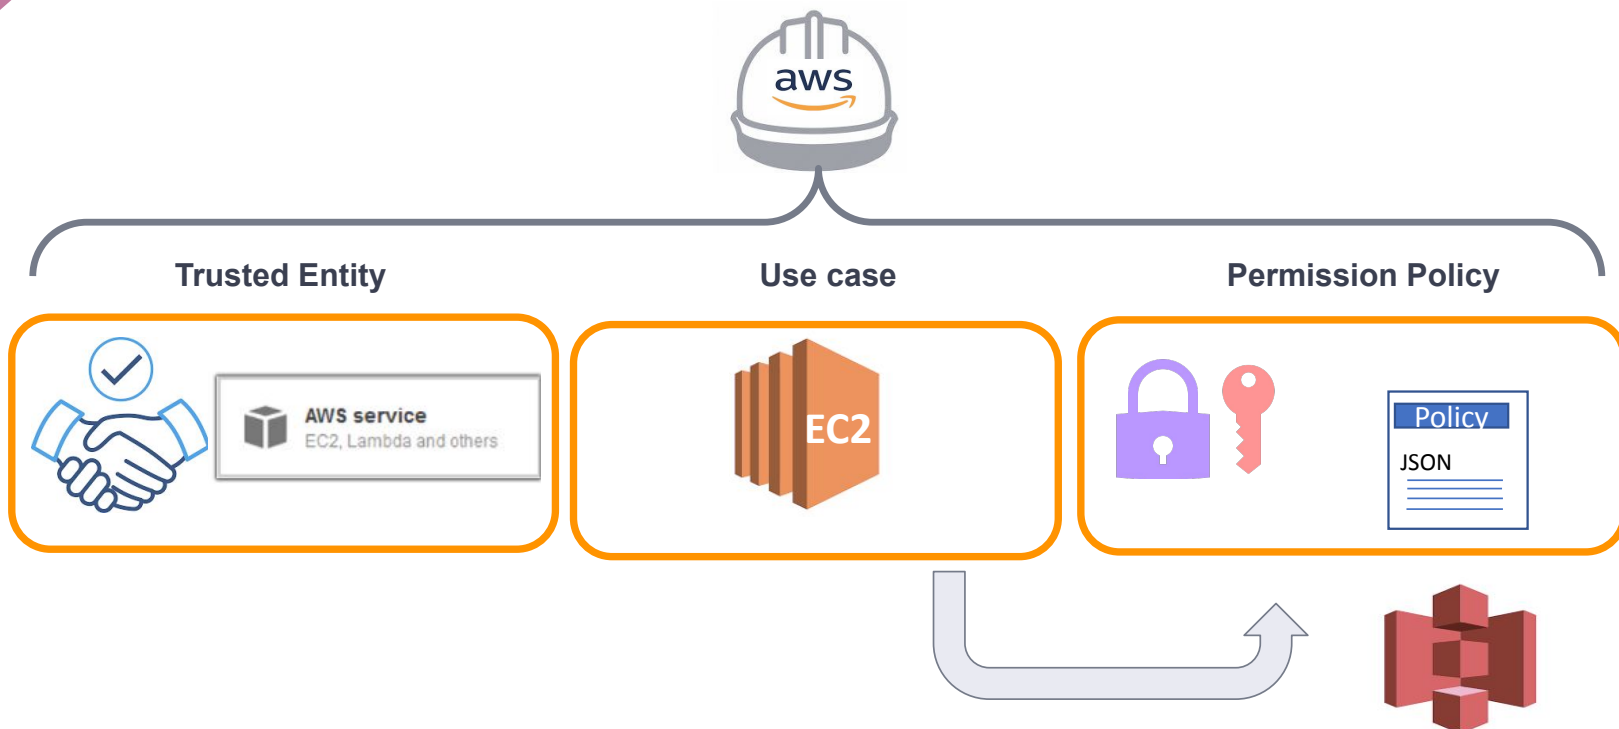 aws
Trusted Entity
Use case
Permission Policy
AWS service
EC2, Lambda and others
EC2
Policy
JSON